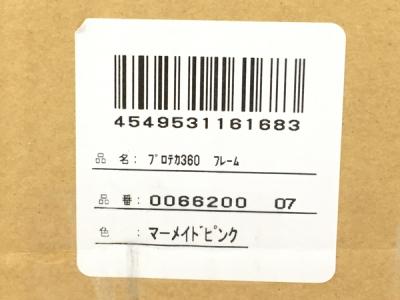 4549531161683
品 名: ﾌﾟﾛﾃｶ360 ﾌﾚｰﾑ
品 番: 0066200 07
色 : ﾏｰﾒｲﾄﾞﾋﾟﾝｸ